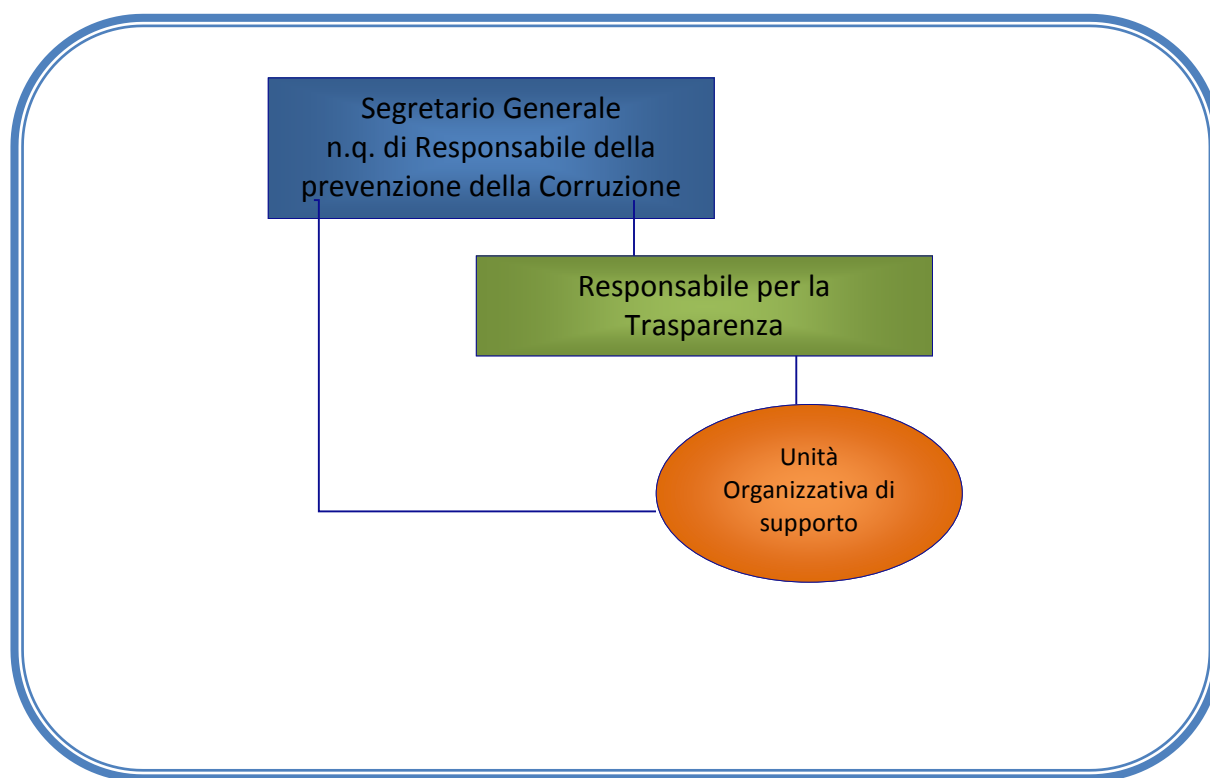 Segretario Generale
n.q. di Responsabile della
prevenzione della Corruzione
Responsabile per la
Trasparenza
Unità
Organizzativa di
supporto